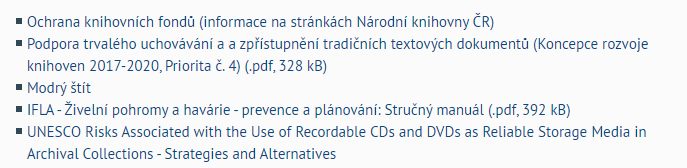 Ochrana knihovních fondů (informace na stránkách Národní knihovny ČR)
Podpora trvalého uchovávání a a zpřístupnění tradičních textových dokumentů (Koncepce rozvoje
knihoven 2017-2020, Priorita č. 4) (.pdf, 328 kB)
Modrý štít
IFLA - Živelní pohromy a havárie - prevence a plánování: Stručný manuál (.pdf, 392 kB)
UNESCO Risks Associated with the Use of Recordable CDs and DVDs as Reliable Storage Media in
Archival Collections - Strategies and Alternatives